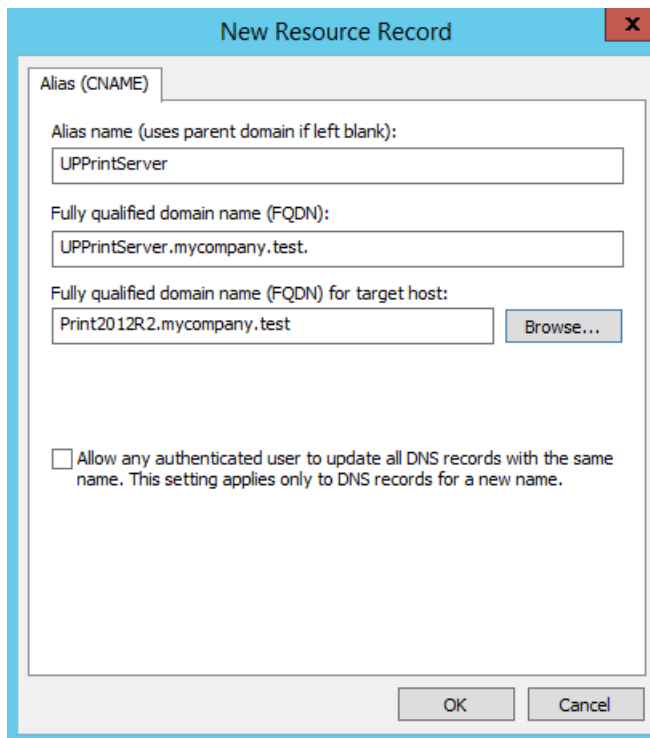 New Resource Record
x
Alias (CNAME)
Alias name (uses parent domain if left blank):
UPPrintServer
Fully qualified domain name (FQDN):
UPPrintServer.mycompany.test.
Fully qualified domain name (FQDN) for target host:
Print2012R2.mycompany.test
Browse...
Allow any authenticated user to update all DNS records with the same
name. This setting applies only to DNS records for a new name.
OK
Cancel